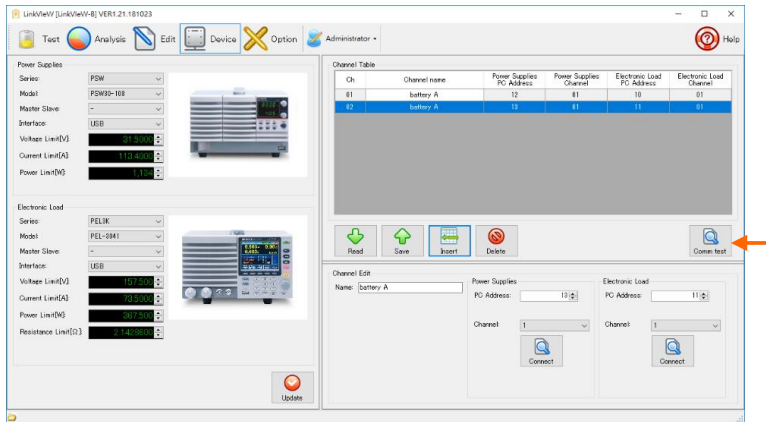 LinkVIeW [LinkVIeW-B] VER1.21.181023
Test Analysis Edit Device Option Administrator Help
Power Supplies
Series: PSW
Model: PSW30-108
Master Slave: -
Interface: USB
Voltage Limit[V]: 31.5000
Current Limit[A]: 113.4000
Power Limit[W]: 1,134
Electronic Load
Series: PEL3K
Model: PEL-3041
Master Slave: -
Interface: USB
Voltage Limit[V]: 157.500
Current Limit[A]: 73.5000
Power Limit[W]: 367.500
Resistance Limit[Ω]: 2.1428600
Update
Channel Table
Ch Channel name Power Supplies PC Address Power Supplies Channel Electronic Load PC Address Electronic Load Channel
01 battery A 12 01 10 01
02 battery A 13 01 11 01
Read Save Insert Delete Comm test
Channel Edit
Name: battery A
Power Supplies
PC Address: 13
Channel: 1
Connect
Electronic Load
PC Address: 11
Channel: 1
Connect